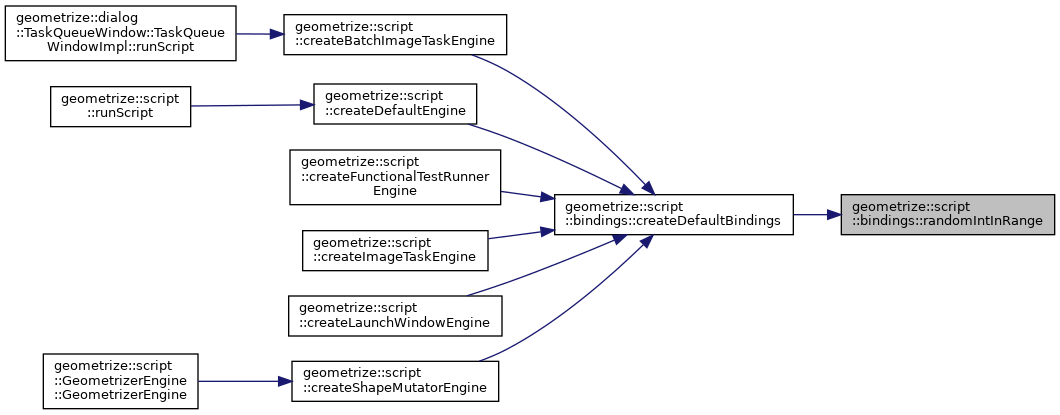 geometrize::dialog
::TaskQueueWindow::TaskQueue
WindowImpl::runScript
geometrize::script
::createBatchImageTaskEngine
geometrize::script
::runScript
geometrize::script
::createDefaultEngine
geometrize::script
::createFunctionalTestRunner
Engine
geometrize::script
::createImageTaskEngine
geometrize::script
::createLaunchWindowEngine
geometrize::script
::GeometrizerEngine
::GeometrizerEngine
geometrize::script
::createShapeMutatorEngine
geometrize::script
::bindings::createDefaultBindings
geometrize::script
::bindings::randomIntInRange